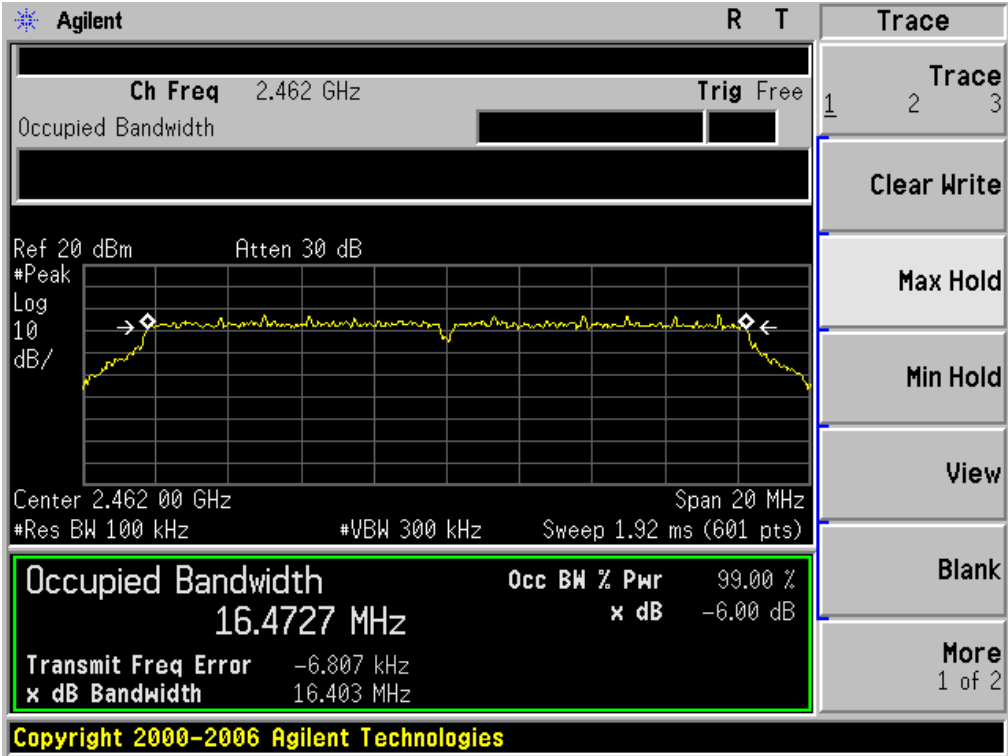 Agilent R T
Ch Freq 2.462 GHz Trig Free
Occupied Bandwidth
Ref 20 dBm Atten 30 dB
#Peak
Log
10
dB/
Center 2.462 00 GHz Span 20 MHz
#Res BW 100 kHz #VBW 300 kHz Sweep 1.92 ms (601 pts)
Occupied Bandwidth
16.4727 MHz
Occ BW % Pwr 99.00 %
x dB -6.00 dB
Transmit Freq Error -6.807 kHz
x dB Bandwidth 16.403 MHz
Copyright 2000-2006 Agilent Technologies
Trace
Trace
1 2 3
Clear Write
Max Hold
Min Hold
View
Blank
More
1 of 2